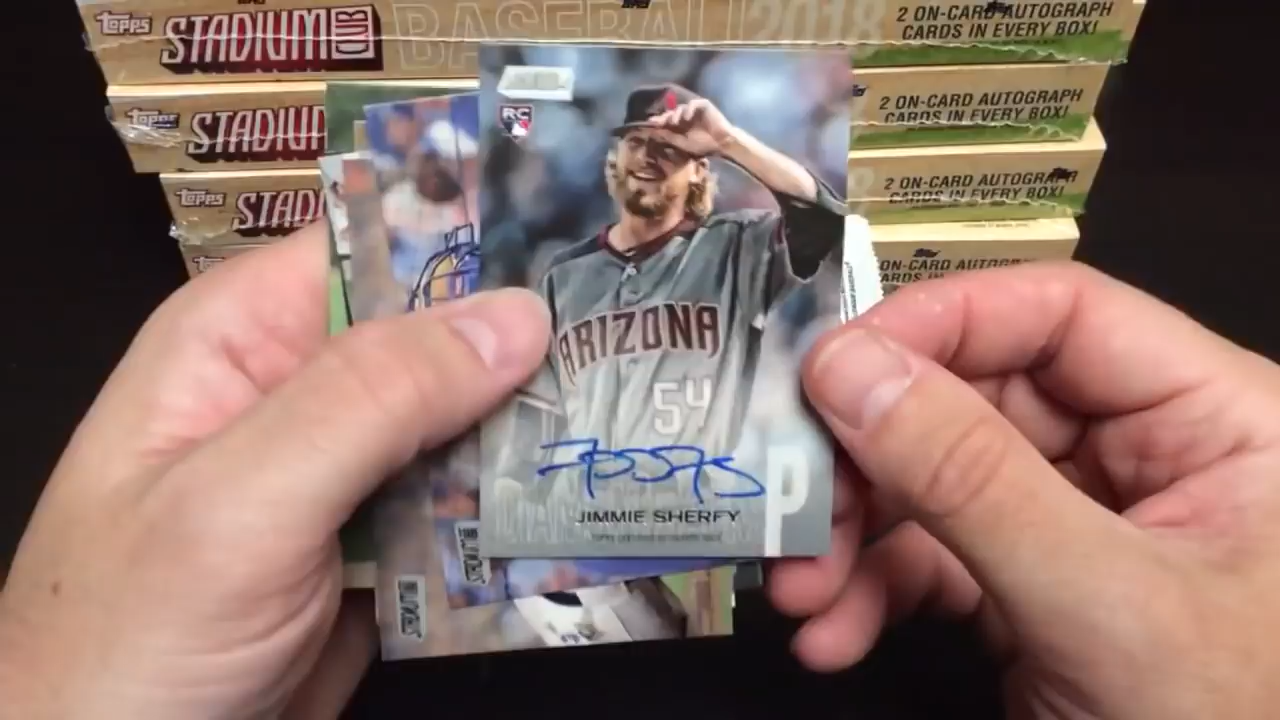 topps STADIUM CLUB BASEBALL 2018 2 ON-CARD AUTOGRAPH
CARDS IN EVERY BOX!
topps STADIUM 2 ON-CARD AUTOGRAPH
CARDS IN EVERY BOX!
topps STAD 2 ON-CARD AUTOGRAPH
CARDS IN EVERY BOX!
topps ON-CARD AUTOGRAPH
CARDS IN
RC
ARIZONA
54
P
JIMMIE SHERFY